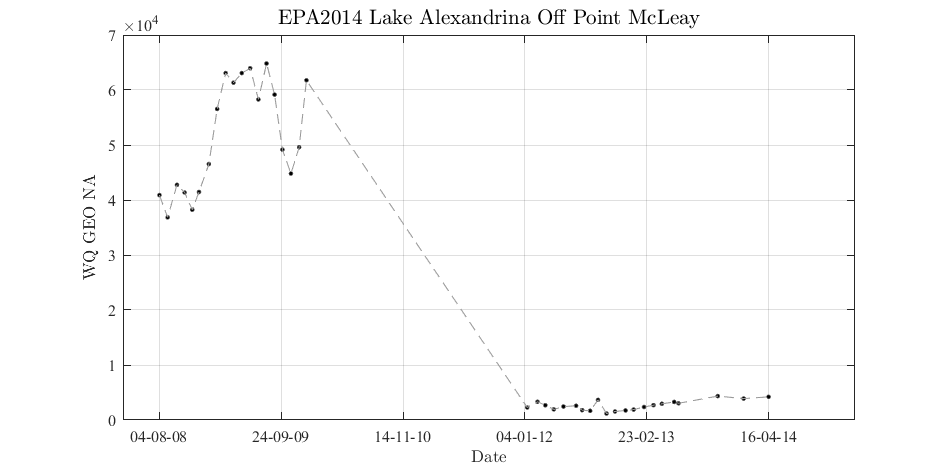 EPA2014 Lake Alexandrina Off Point McLeay
×10⁴
7
6
5
4
3
2
1
0
WQ GEO NA
04-08-08 24-09-09 14-11-10 04-01-12 23-02-13 16-04-14
Date